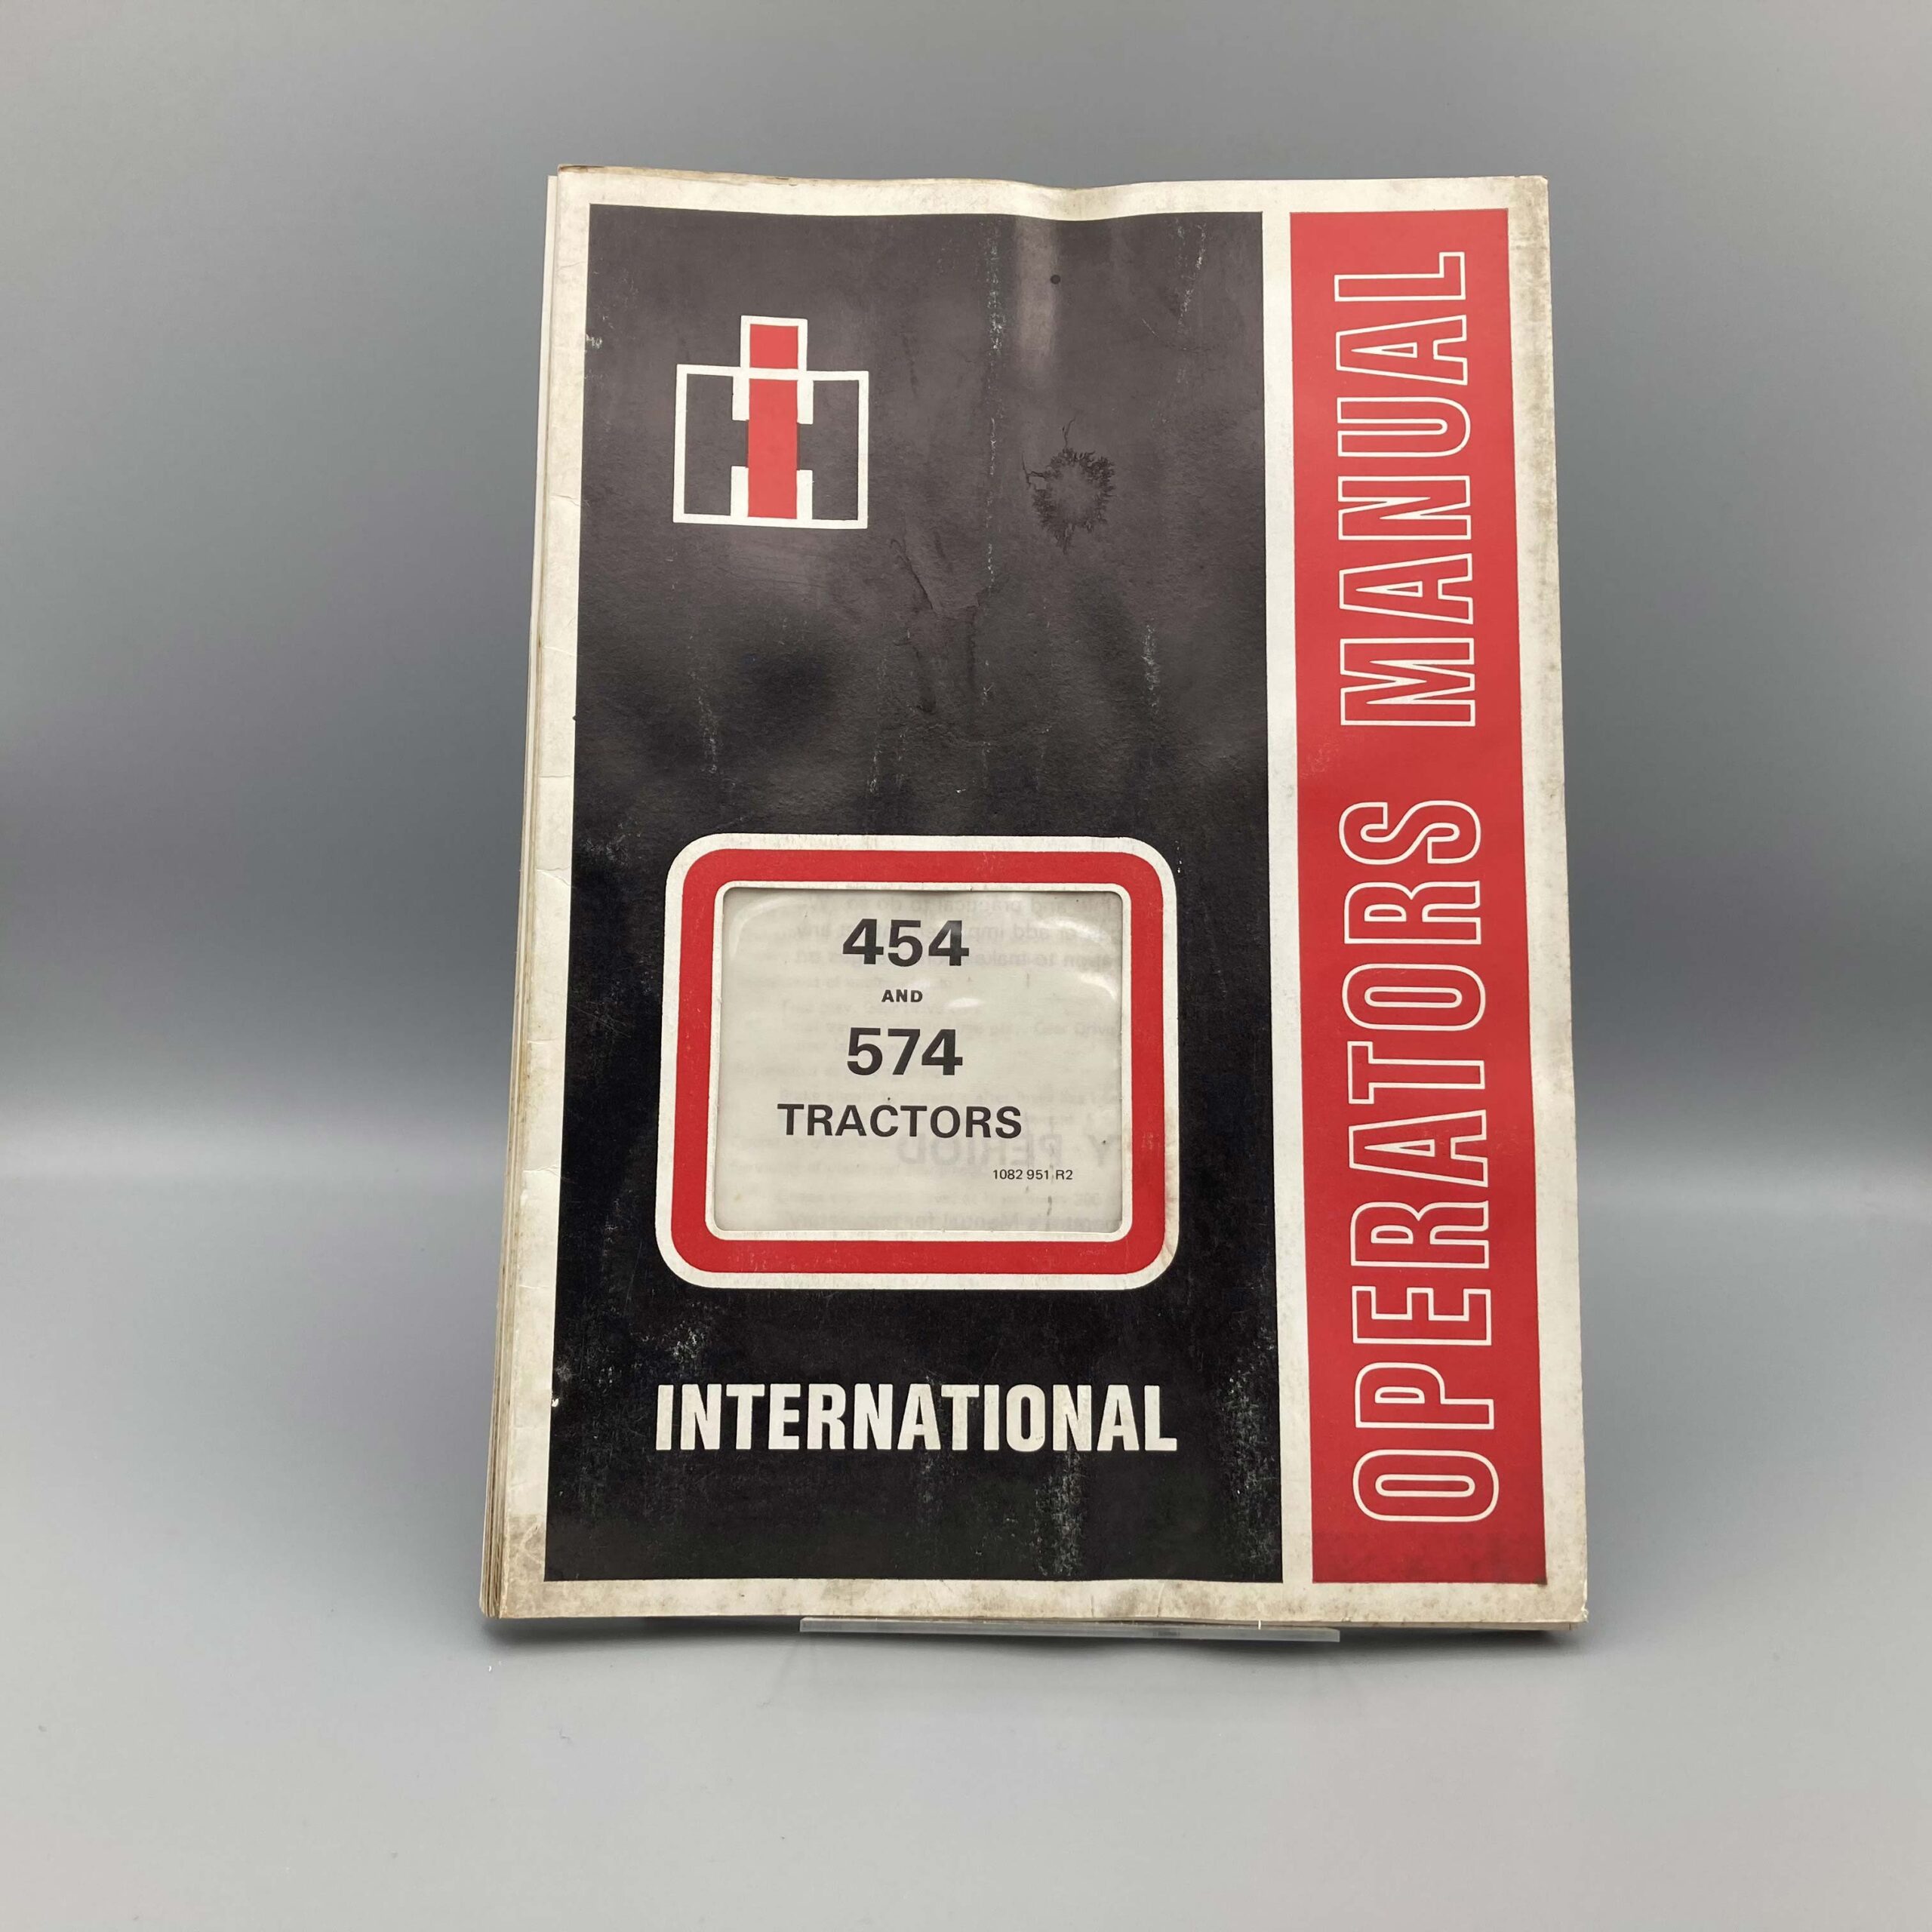 454
AND
574
TRACTORS
1082 951 R2
INTERNATIONAL
OPERATORS MANUAL